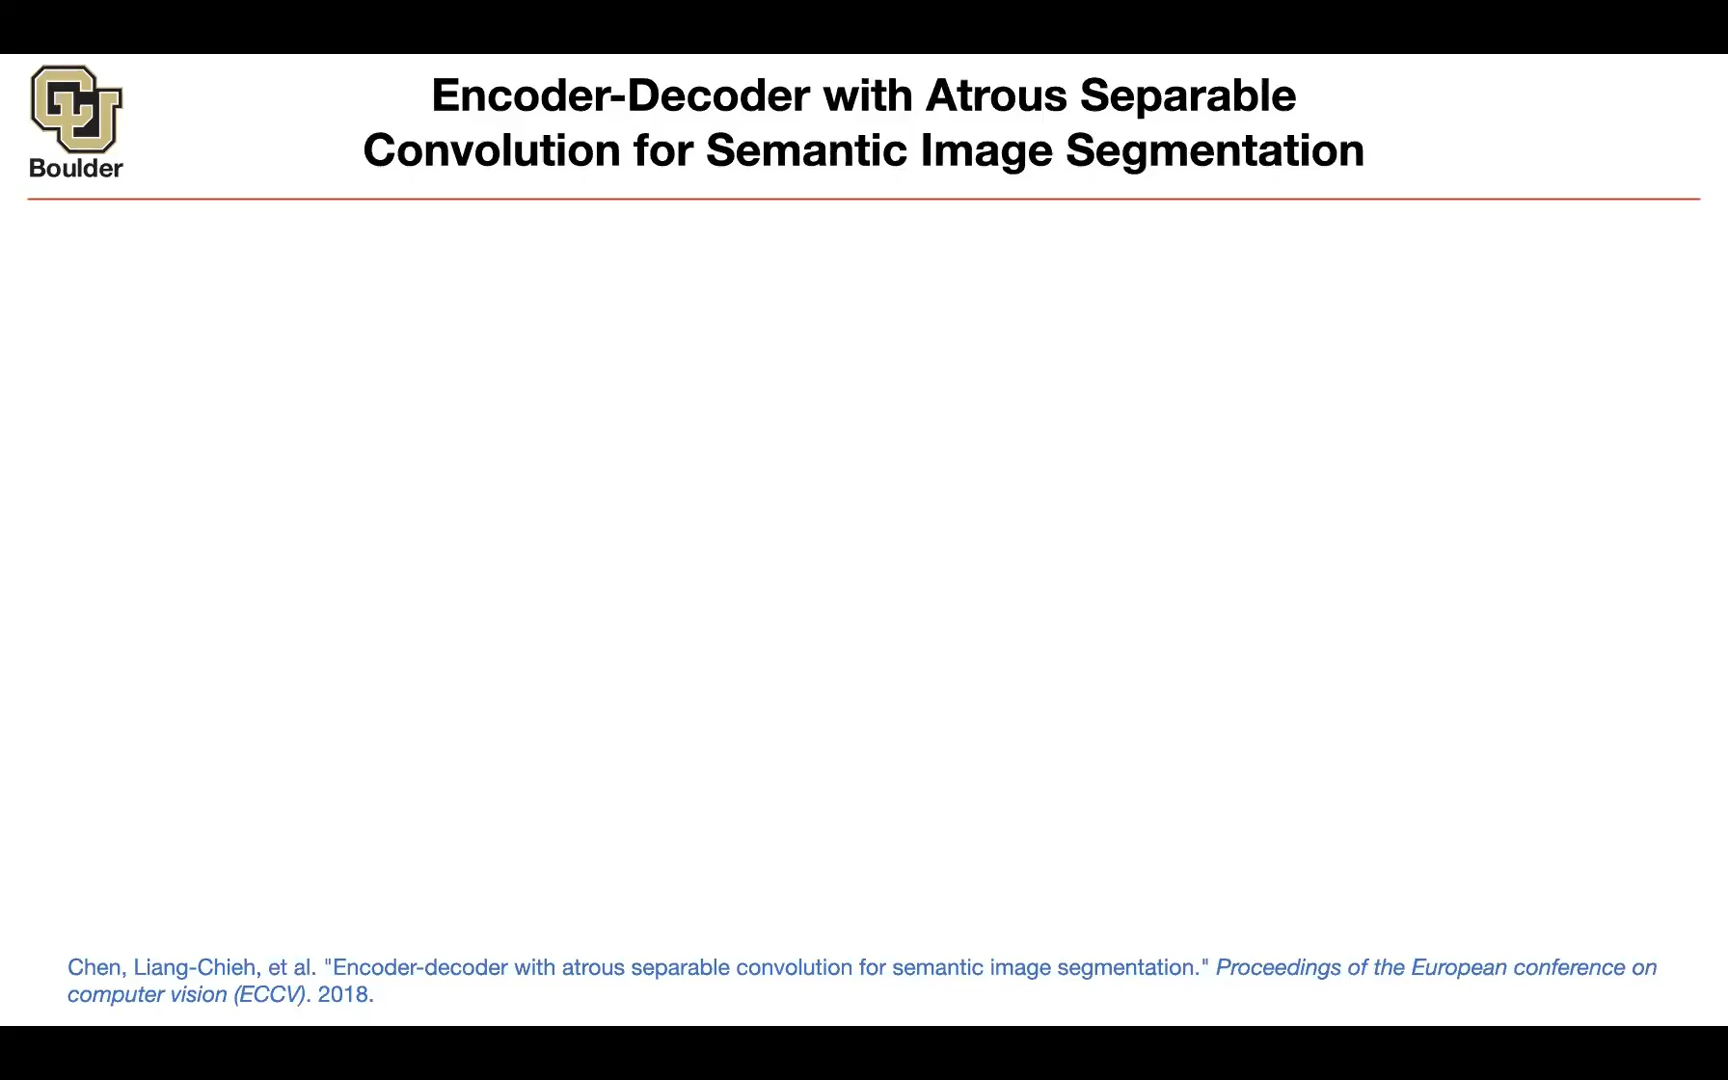 Encoder-Decoder with Atrous Separable
Convolution for Semantic Image Segmentation
CU
Boulder
Chen, Liang-Chieh, et al. "Encoder-decoder with atrous separable convolution for semantic image segmentation." Proceedings of the European conference on
computer vision (ECCV). 2018.